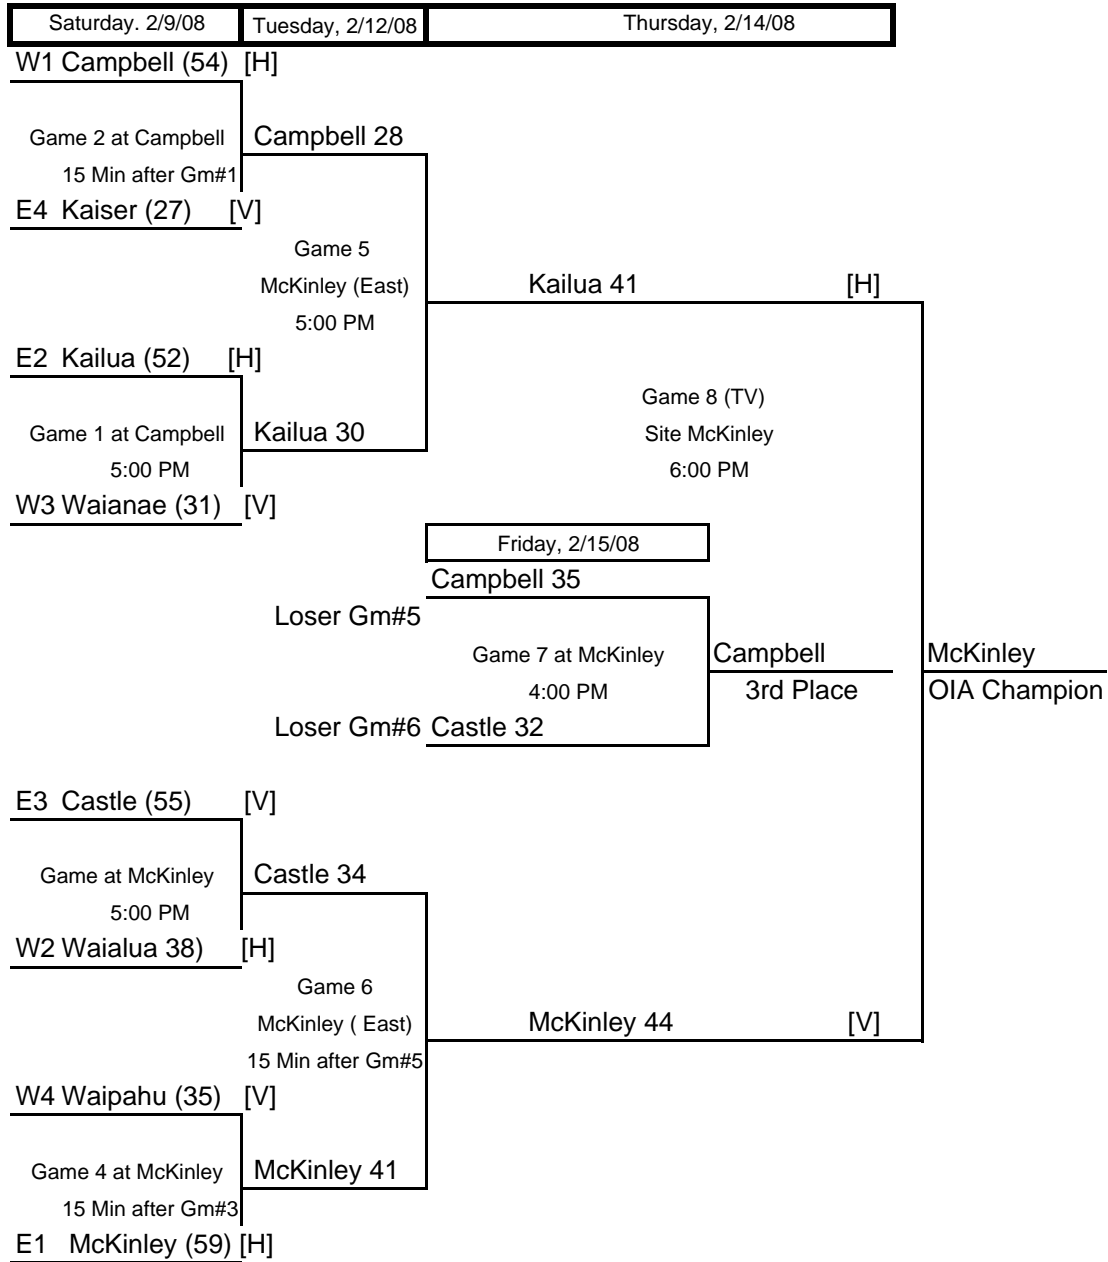 Saturday. 2/9/08 Tuesday, 2/12/08 Thursday, 2/14/08
W1 Campbell (54) [H]
Game 2 at Campbell Campbell 28
15 Min after Gm#1
E4 Kaiser (27) [V]
Game 5
McKinley (East) Kailua 41 [H]
5:00 PM
E2 Kailua (52) [H]
Game 8 (TV)
Game 1 at Campbell Kailua 30 Site McKinley
5:00 PM 6:00 PM
W3 Waianae (31) [V]
Friday, 2/15/08
Campbell 35
Loser Gm#5
Game 7 at McKinley Campbell McKinley
4:00 PM 3rd Place OIA Champion
Loser Gm#6 Castle 32
E3 Castle (55) [V]
Game at McKinley Castle 34
5:00 PM
W2 Waialua 38) [H]
Game 6
McKinley ( East) McKinley 44 [V]
15 Min after Gm#5
W4 Waipahu (35) [V]
Game 4 at McKinley McKinley 41
15 Min after Gm#3
E1 McKinley (59) [H]